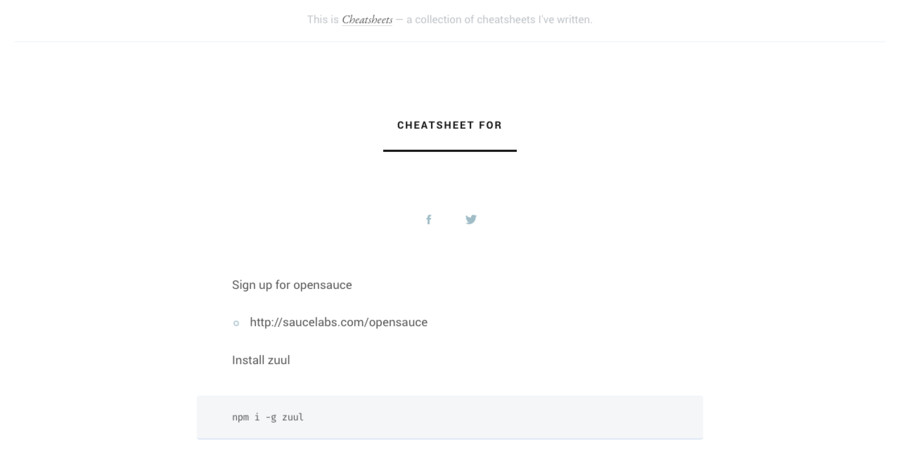 This is Cheatsheets — a collection of cheatsheets I've written.
CHEATSHEET FOR
Sign up for opensauce
http://saucelabs.com/opensauce
Install zuul
npm i -g zuul